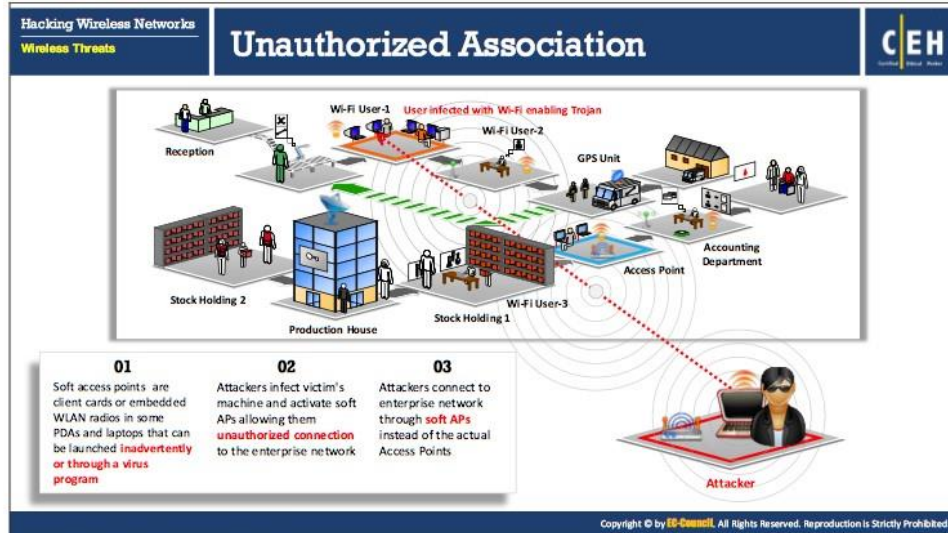 Hacking Wireless Networks
Wireless Threats
Unauthorized Association
C|EH
Certified Ethical Hacker
Wi-Fi User-1
User infected with Wi-Fi enabling Trojan
Reception
Wi-Fi User-2
GPS Unit
Access Point
Accounting
Department
Stock Holding 2
Production House
Stock Holding 1
Wi-Fi User-3
01
Soft access points are
client cards or embedded
WLAN radios in some
PDAs and laptops that can
be launched inadvertently
or through a virus
program
02
Attackers infect victim's
machine and activate soft
APs allowing them
unauthorized connection
to the enterprise network
03
Attackers connect to
enterprise network
through soft APs
instead of the actual
Access Points
Attacker
Copyright © by EC-Council. All Rights Reserved. Reproduction is Strictly Prohibited.